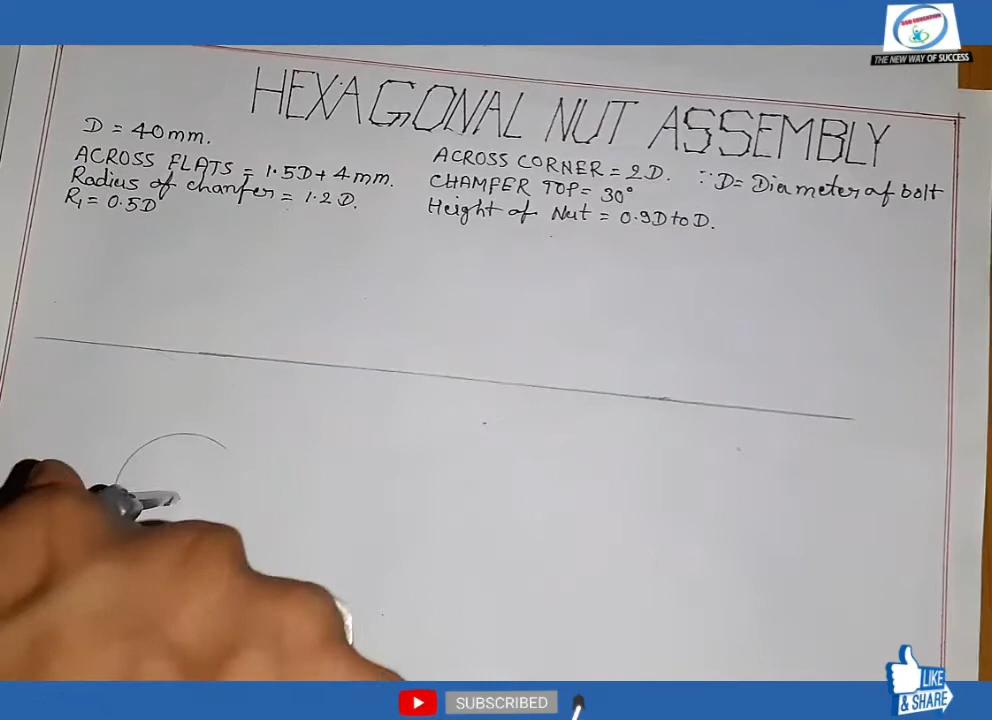 THE NEW WAY OF SUCCESS
HEXAGONAL NUT ASSEMBLY
D = 40mm.
ACROSS FLATS = 1.5D + 4mm.
Radius of chamfer = 1.2D.
R1 = 0.5D
ACROSS CORNER = 2D. ∵ D = Diameter of bolt
CHAMFER TOP = 30°
Height of Nut = 0.9D to D.
LIKE
& SHARE
SUBSCRIBED